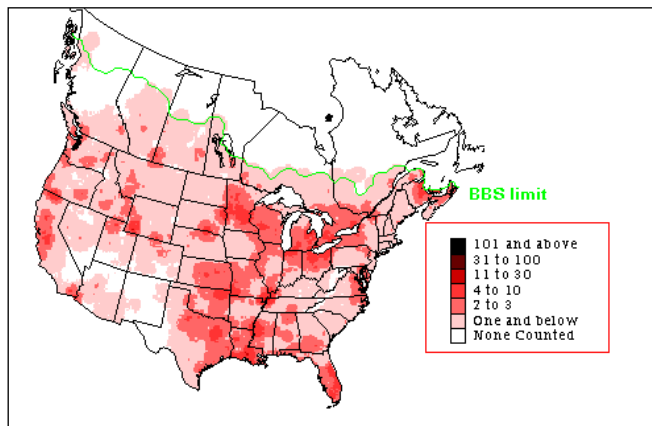 BBS limit
101 and above
31 to 100
11 to 30
4 to 10
2 to 3
One and below
None Counted